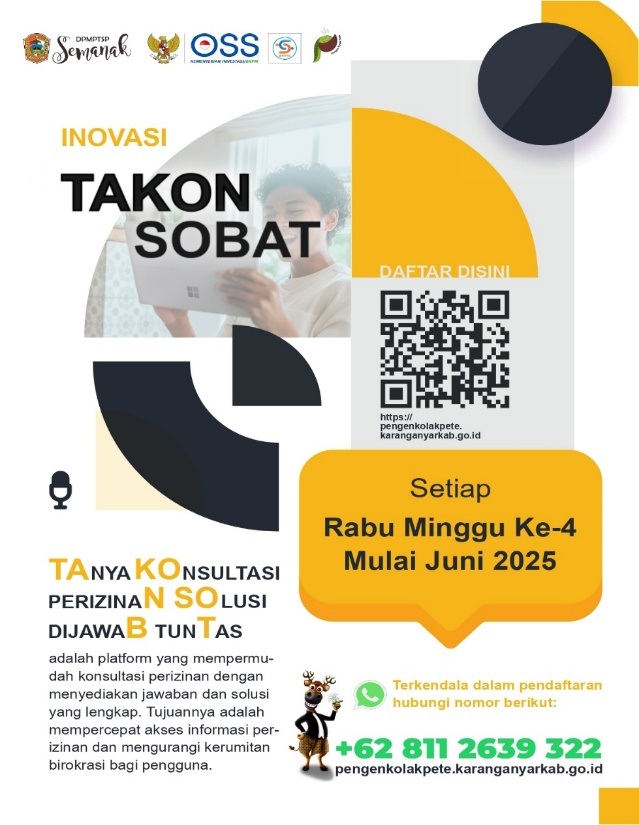 DPMPTSP
Semanak
OSS
KEMENTERIAN INVESTASI/BKPM
INOVASI
TAKON
SOBAT
DAFTAR DISINI
https://
pengenkolakpete.
karanganyarkab.go.id
Setiap
Rabu Minggu Ke-4
Mulai Juni 2025
TANYA KONSULTASI
PERIZINAN SOLUSI
DIJAWAB TUNTAS
adalah platform yang mempermu-
dah konsultasi perizinan dengan
menyediakan jawaban dan solusi
yang lengkap. Tujuannya adalah
mempercepat akses informasi per-
izinan dan mengurangi kerumitan
birokrasi bagi pengguna.
Terkendala dalam pendaftaran
hubungi nomor berikut:
+62 811 2639 322
pengenkolakpete.karanganyarkab.go.id